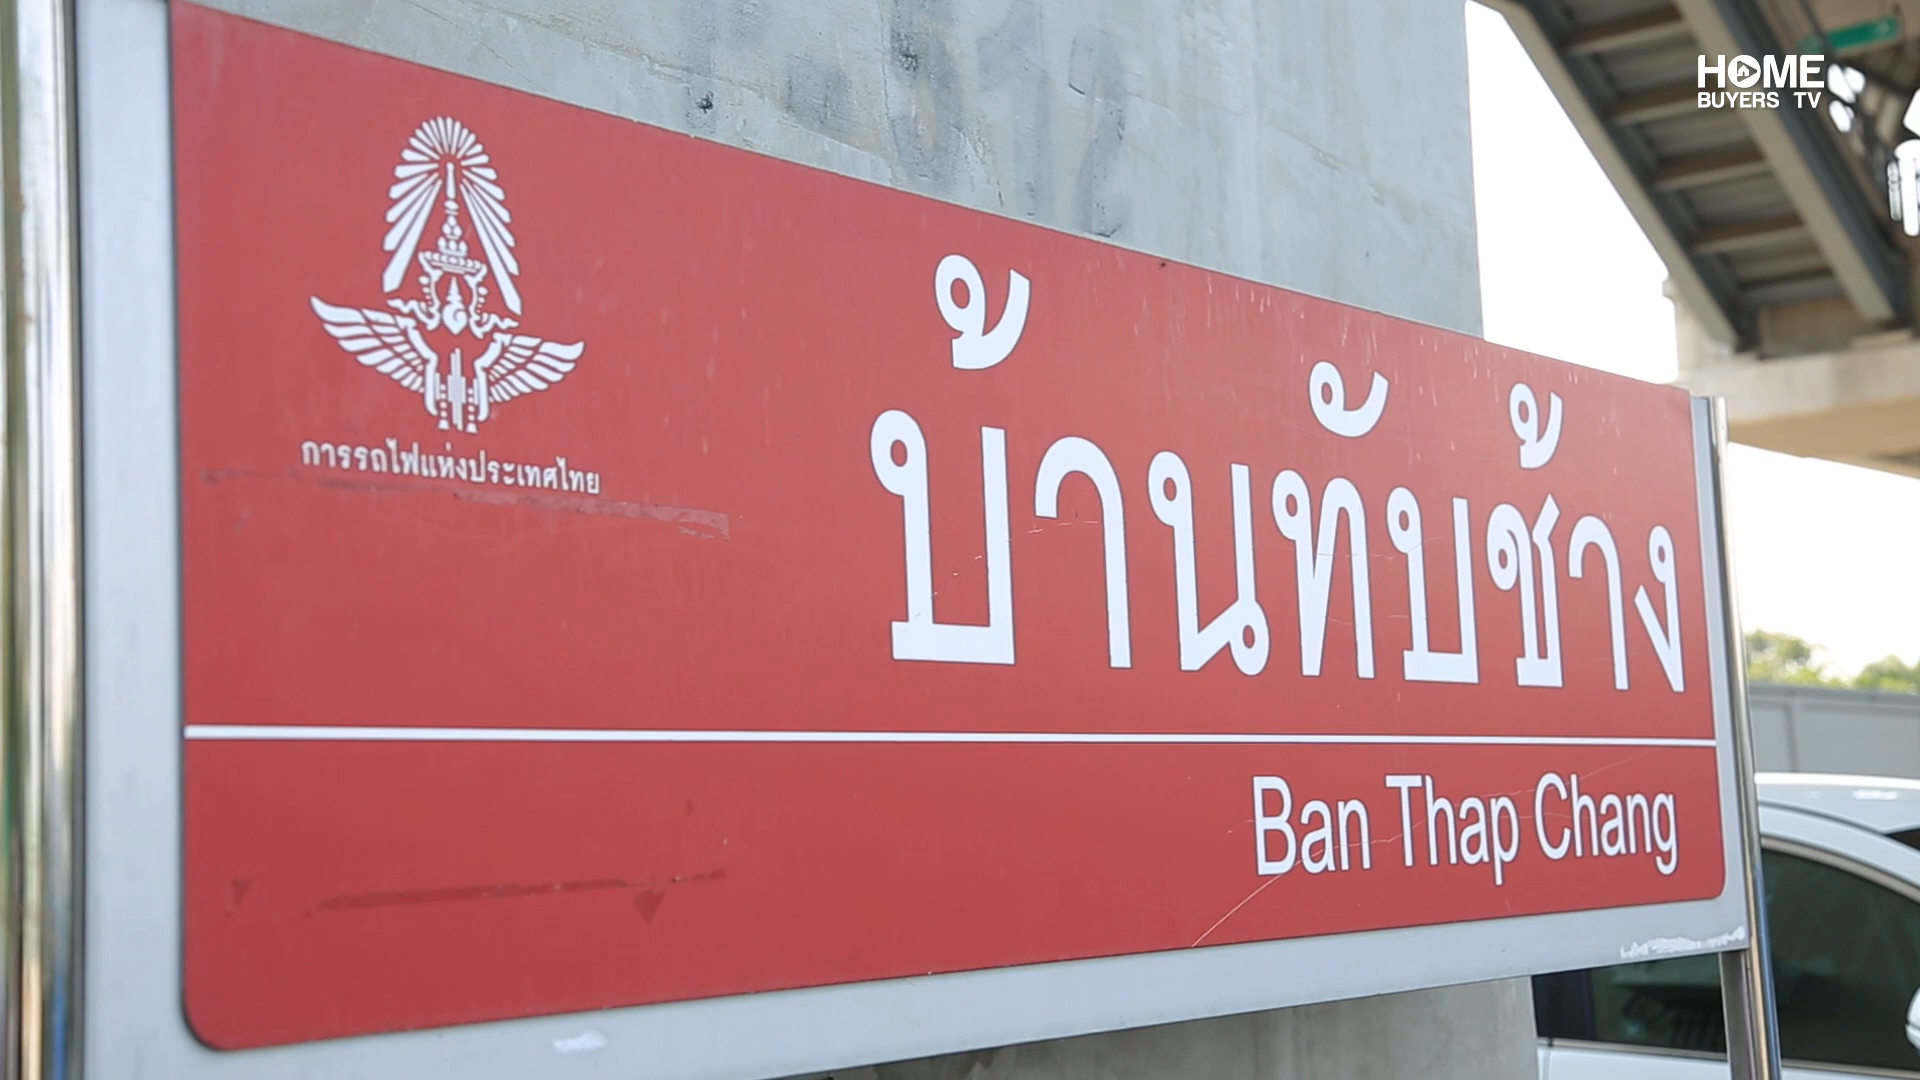 HOME
BUYERS TV
การรถไฟแห่งประเทศไทย
บ้านทับช้าง
Ban Thap Chang